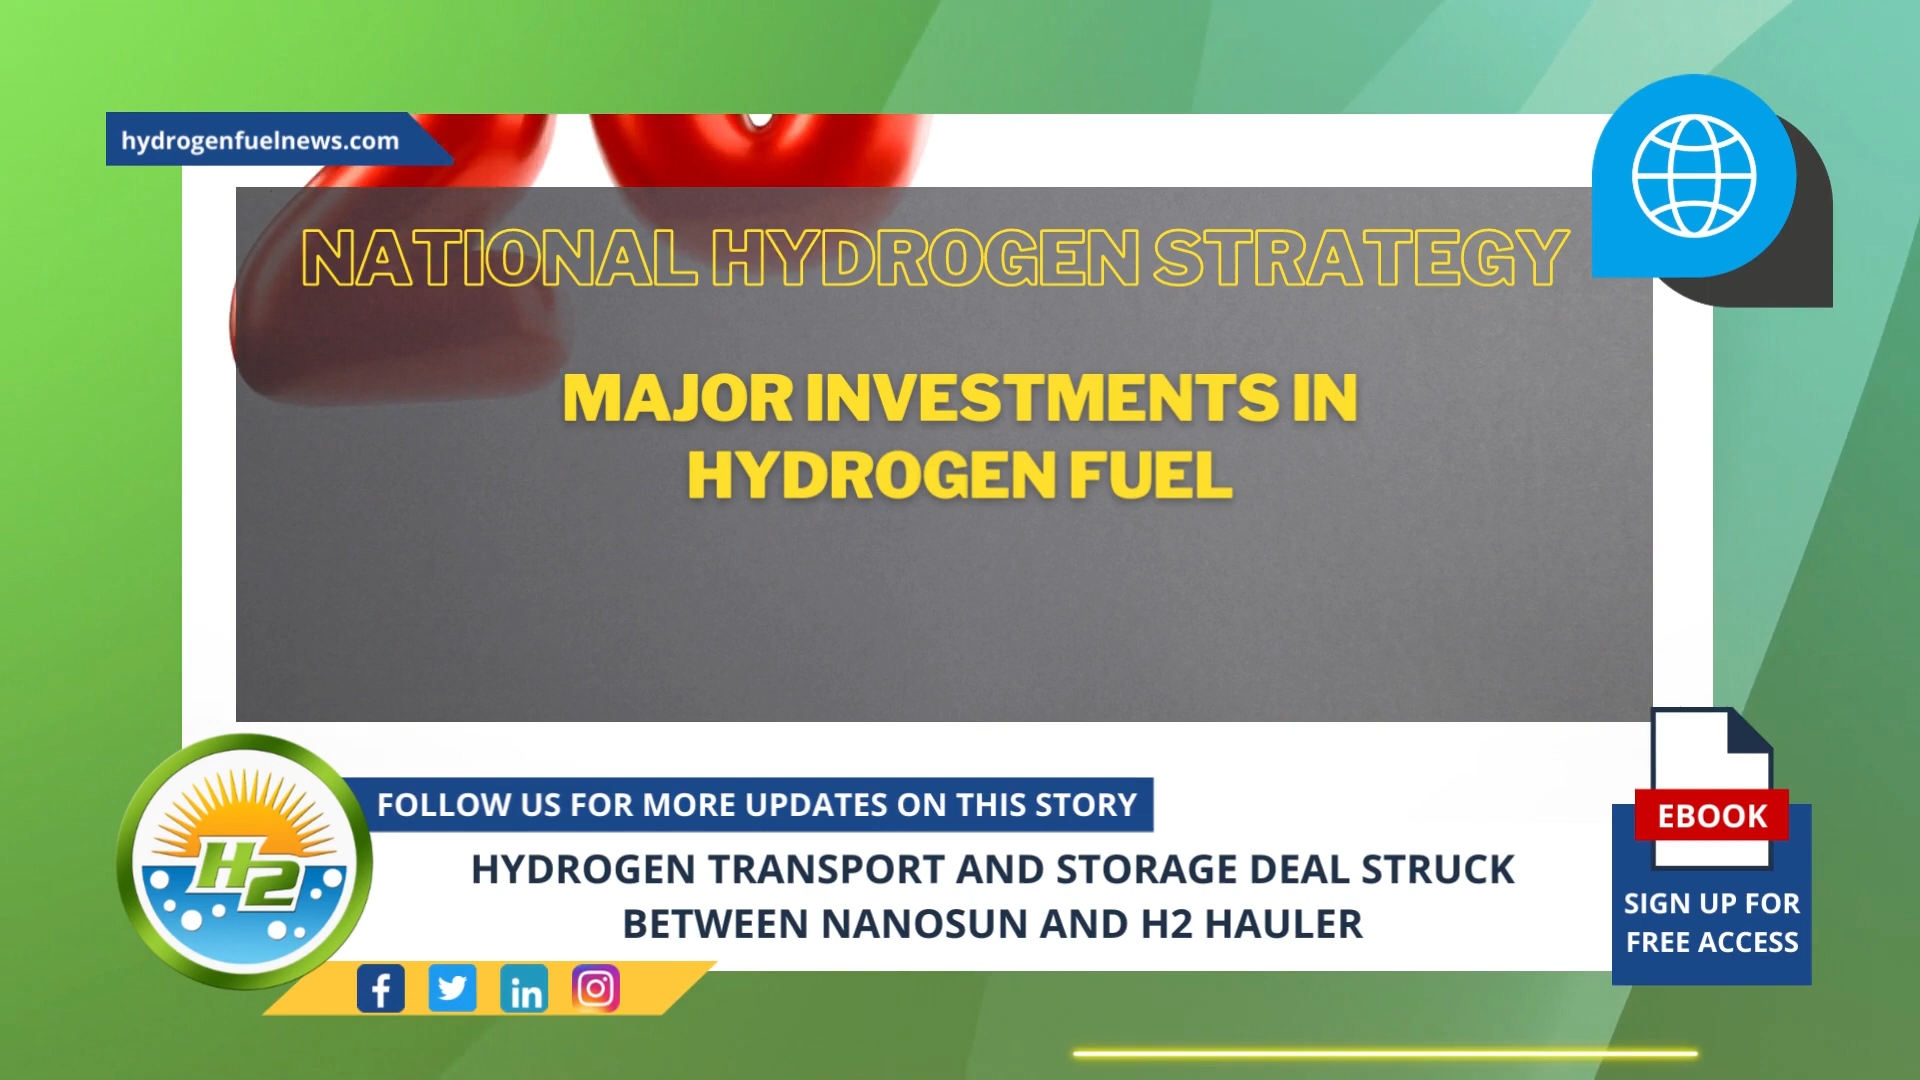 hydrogenfuelnews.com
NATIONAL HYDROGEN STRATEGY
MAJOR INVESTMENTS IN
HYDROGEN FUEL
FOLLOW US FOR MORE UPDATES ON THIS STORY
HYDROGEN TRANSPORT AND STORAGE DEAL STRUCK
BETWEEN NANOSUN AND H2 HAULER
H2
EBOOK
SIGN UP FOR
FREE ACCESS